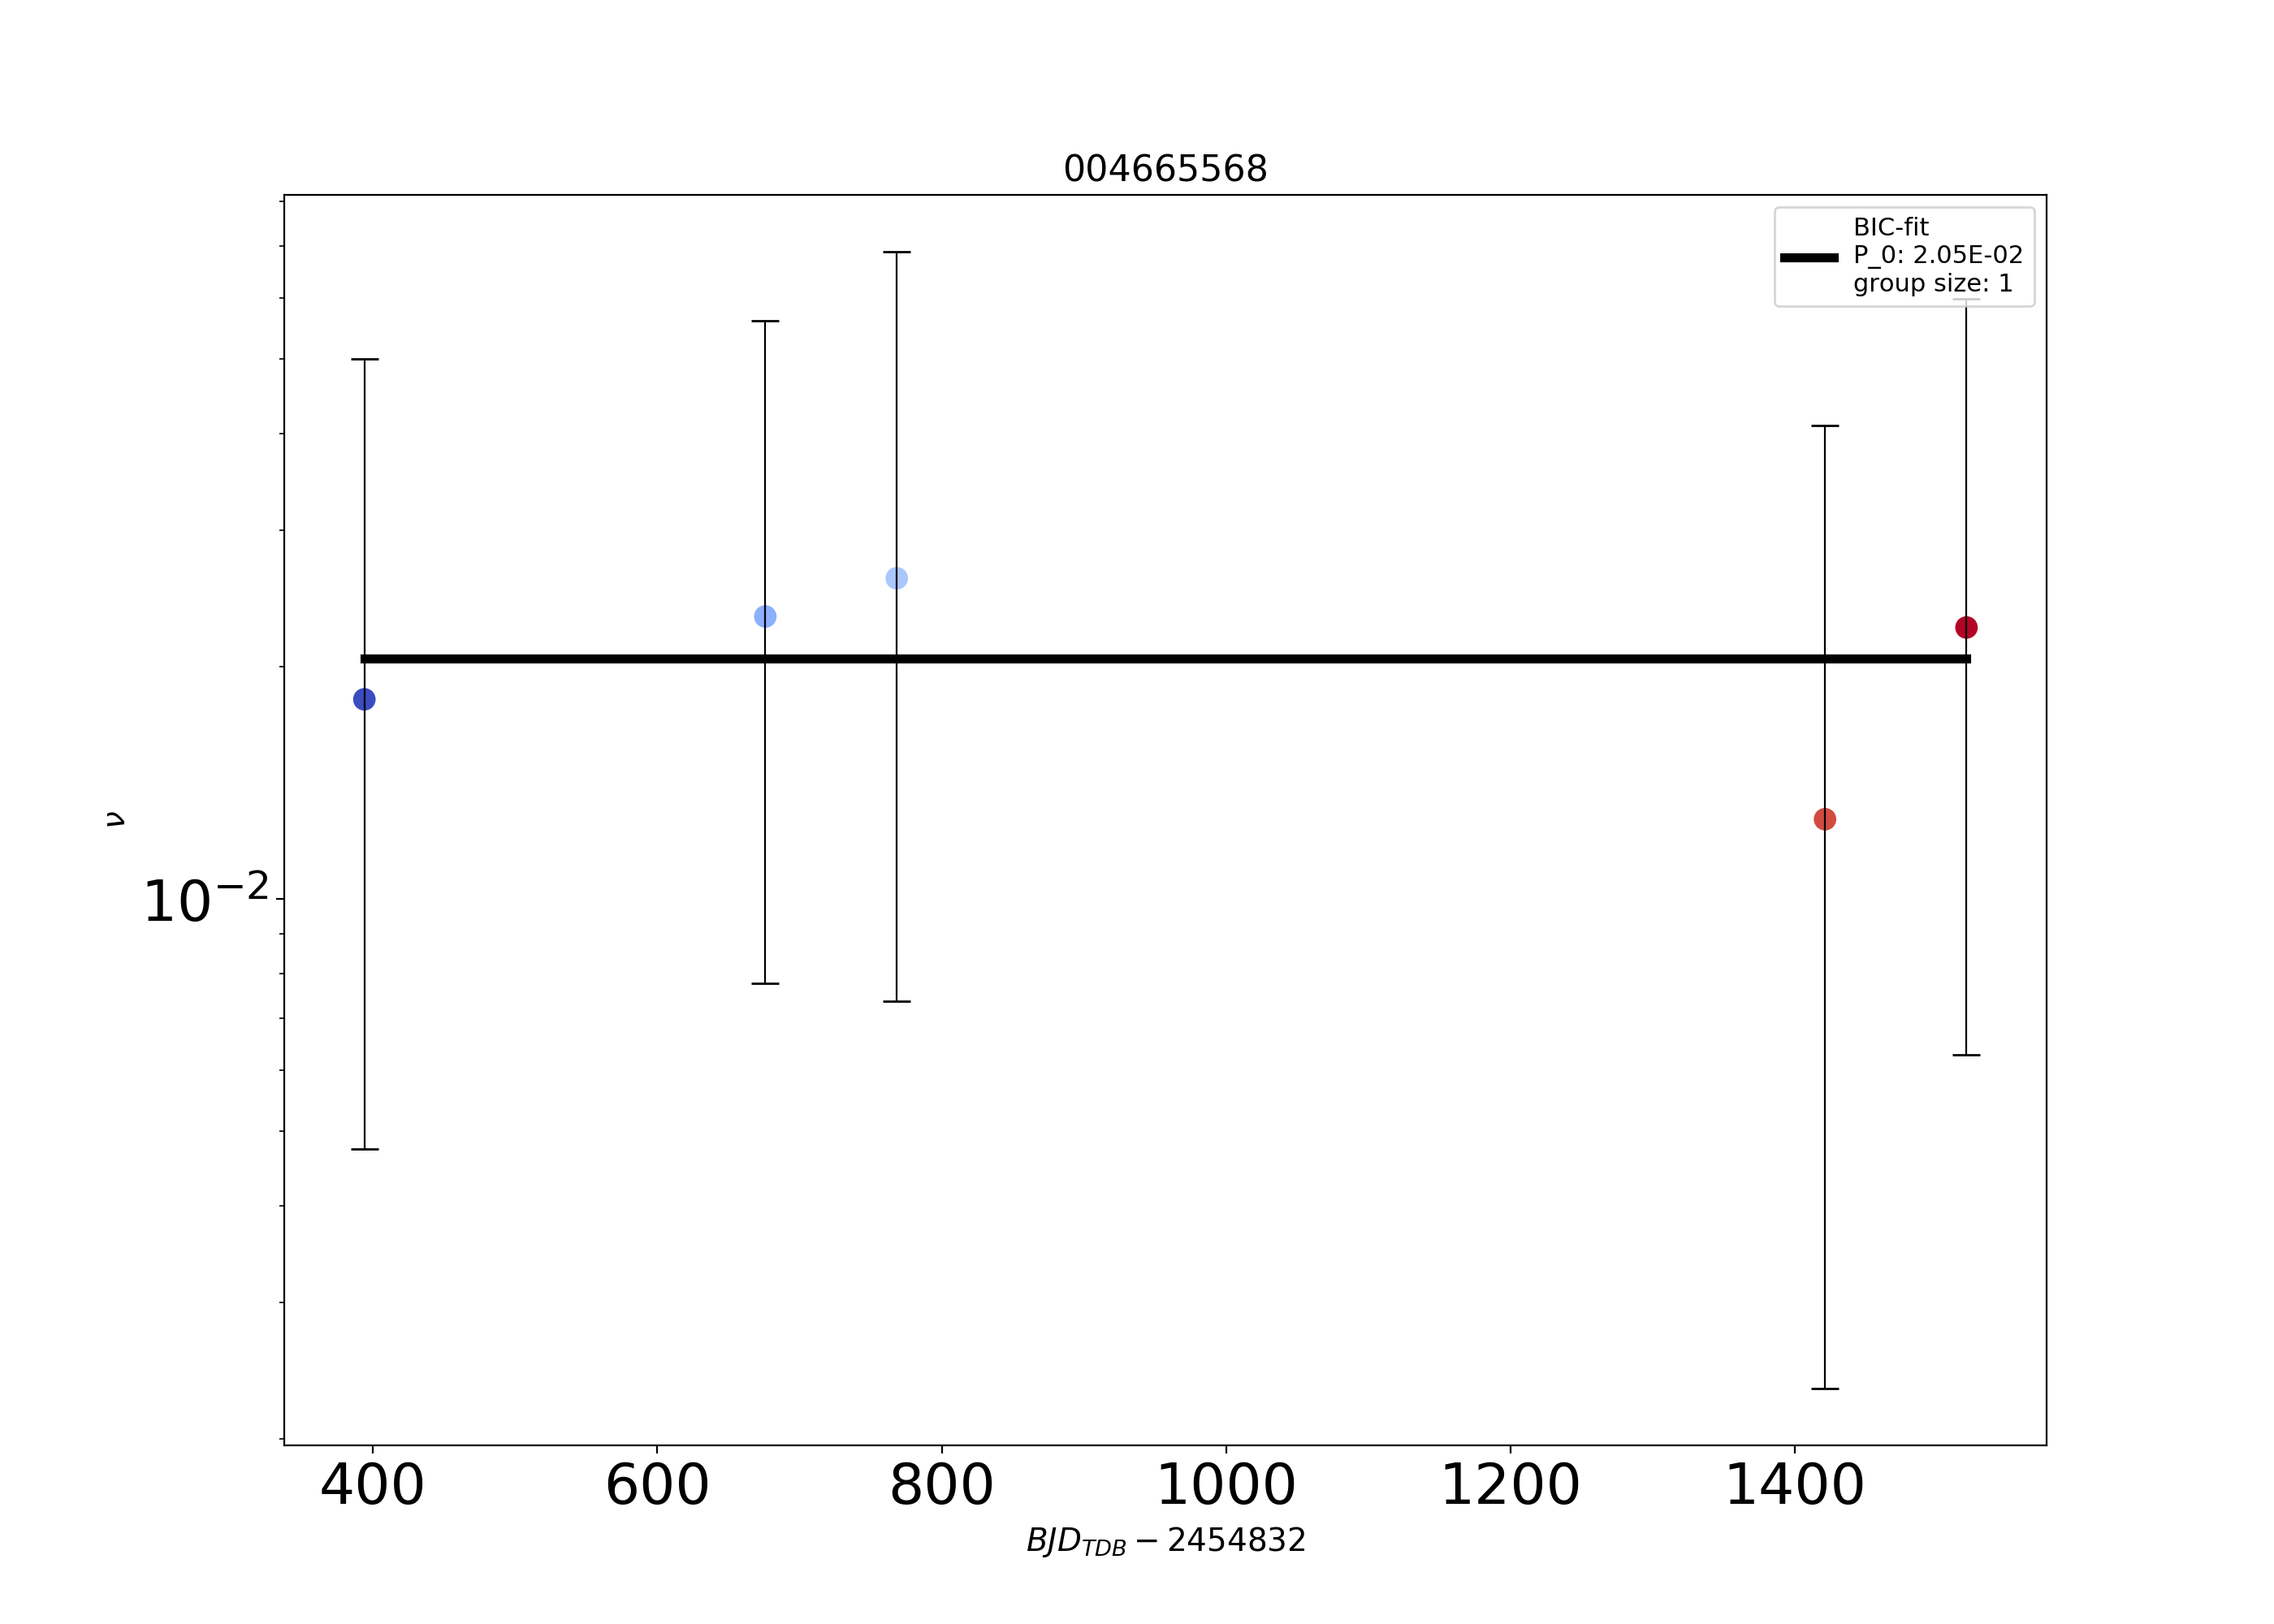 004665568
BIC-fit
P_0: 2.05E-02
group size: 1
ν
10⁻²
400 600 800 1000 1200 1400
BJD_TDB − 2454832